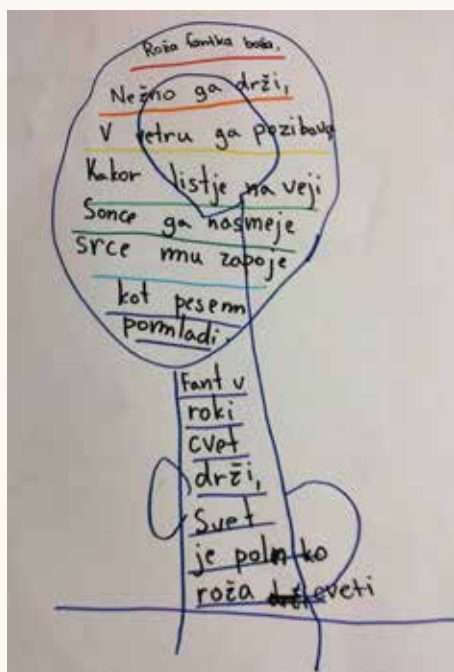 Roža fantka boža.
Nežno ga drži,
V vetru ga pozibava
Kakor listje na veji
Sonce ga nasmeje
srce mu zapoje
kot pesem
pormladi.
Fant v
roki
cvet
drži,
Svet
je poln ko
roža cveti